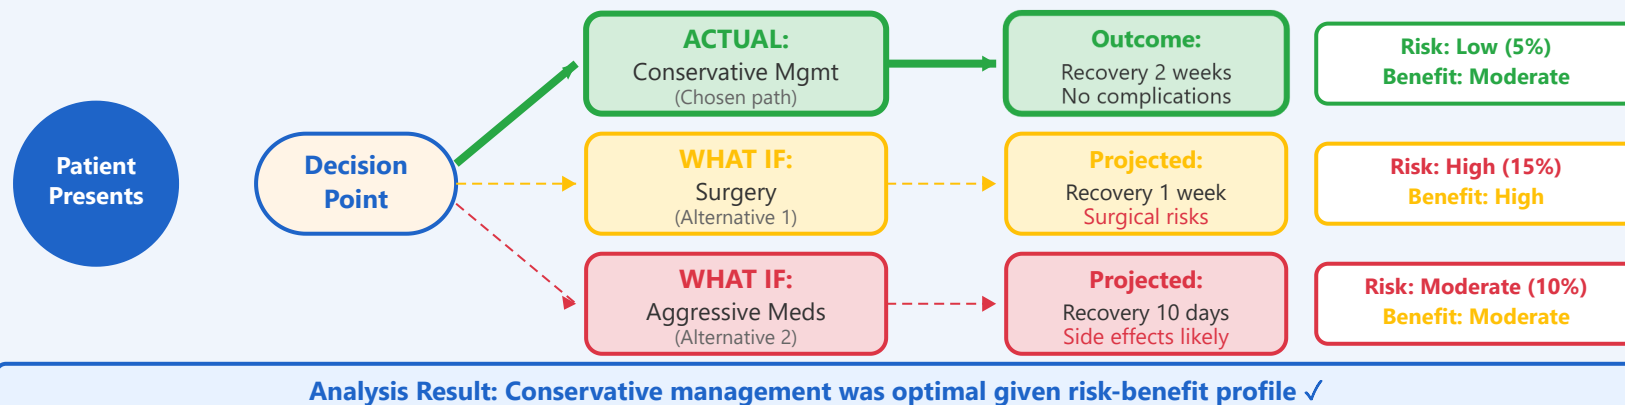 Patient
Presents
Decision
Point
ACTUAL:
Conservative Mgmt
(Chosen path)
Outcome:
Recovery 2 weeks
No complications
Risk: Low (5%)
Benefit: Moderate
WHAT IF:
Surgery
(Alternative 1)
Projected:
Recovery 1 week
Surgical risks
Risk: High (15%)
Benefit: High
WHAT IF:
Aggressive Meds
(Alternative 2)
Projected:
Recovery 10 days
Side effects likely
Risk: Moderate (10%)
Benefit: Moderate
Analysis Result: Conservative management was optimal given risk-benefit profile ✓